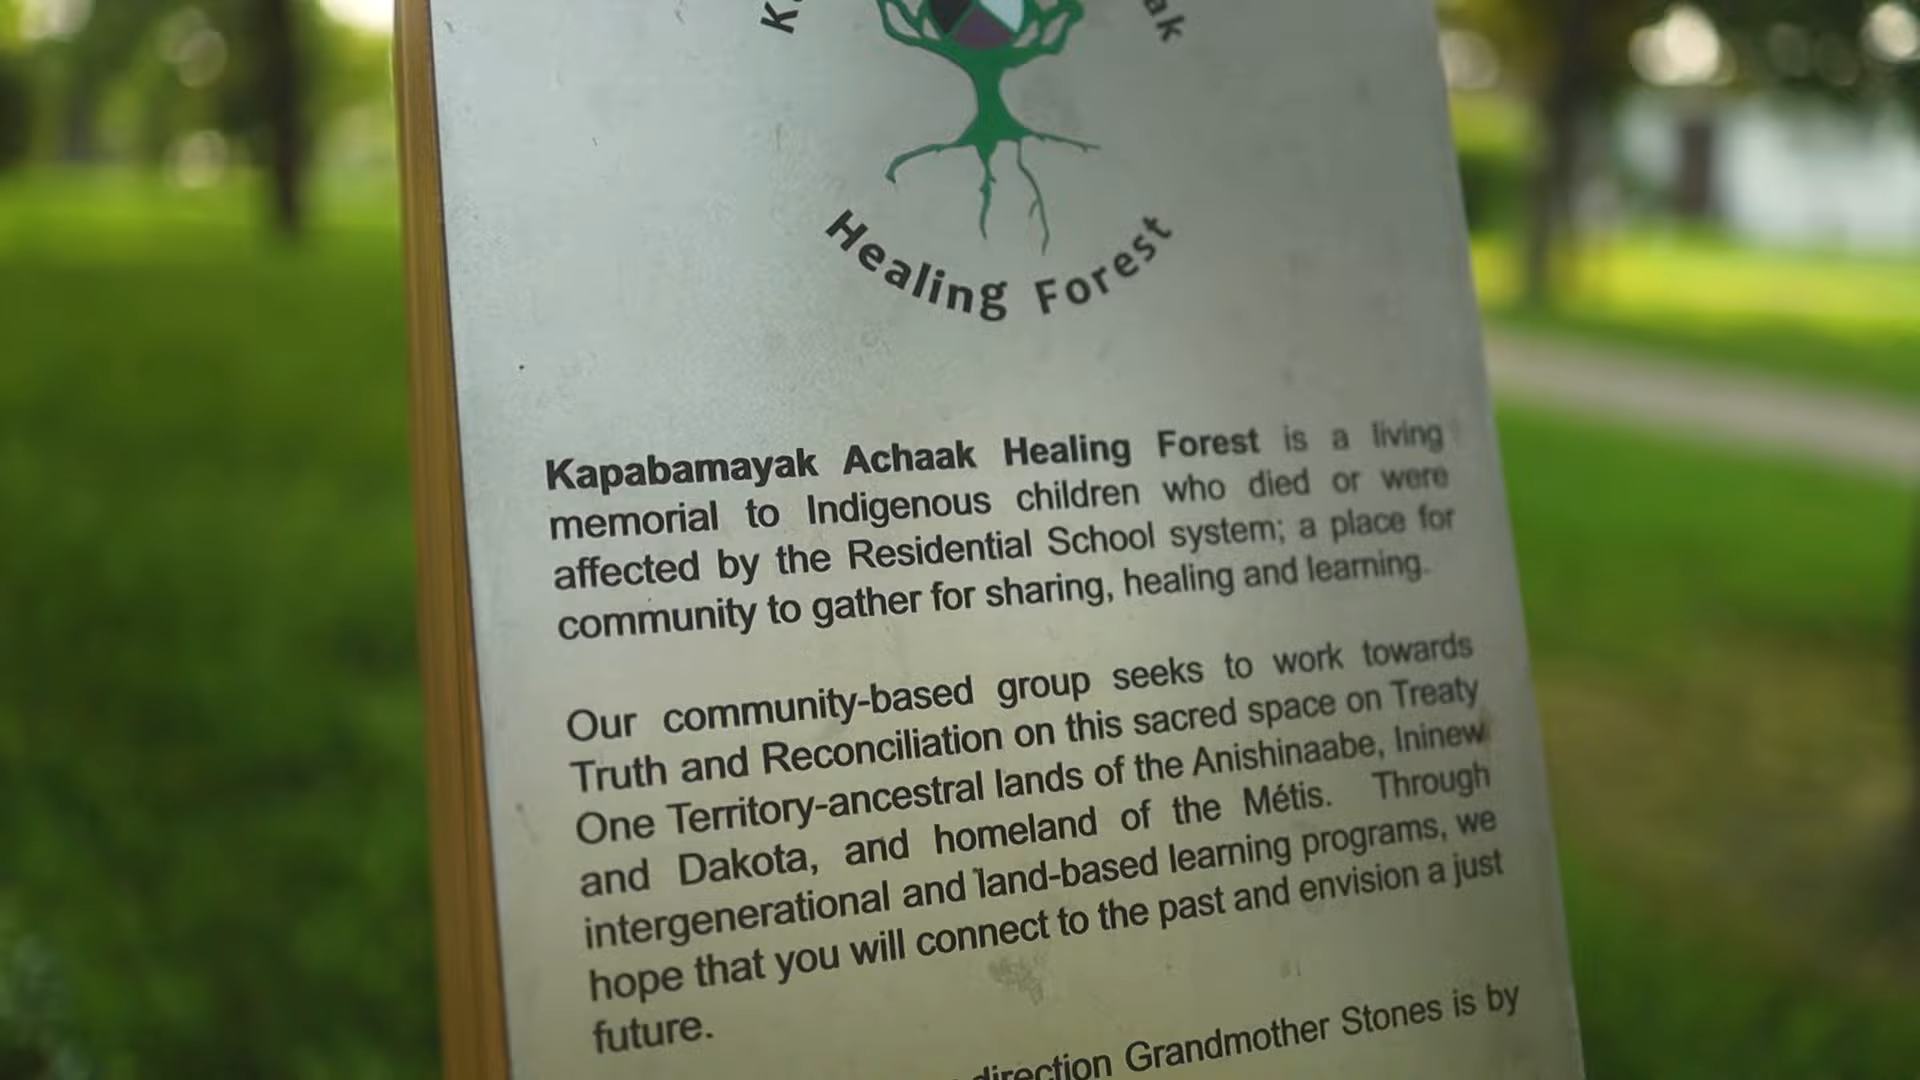 Healing Forest
Kapabamayak Achaak Healing Forest is a living
memorial to Indigenous children who died or were
affected by the Residential School system; a place for
community to gather for sharing, healing and learning.
Our community-based group seeks to work towards
Truth and Reconciliation on this sacred space on Treaty
One Territory-ancestral lands of the Anishinaabe, Ininew
and Dakota, and homeland of the Métis. Through
intergenerational and land-based learning programs, we
hope that you will connect to the past and envision a just
future.
direction Grandmother Stones is by